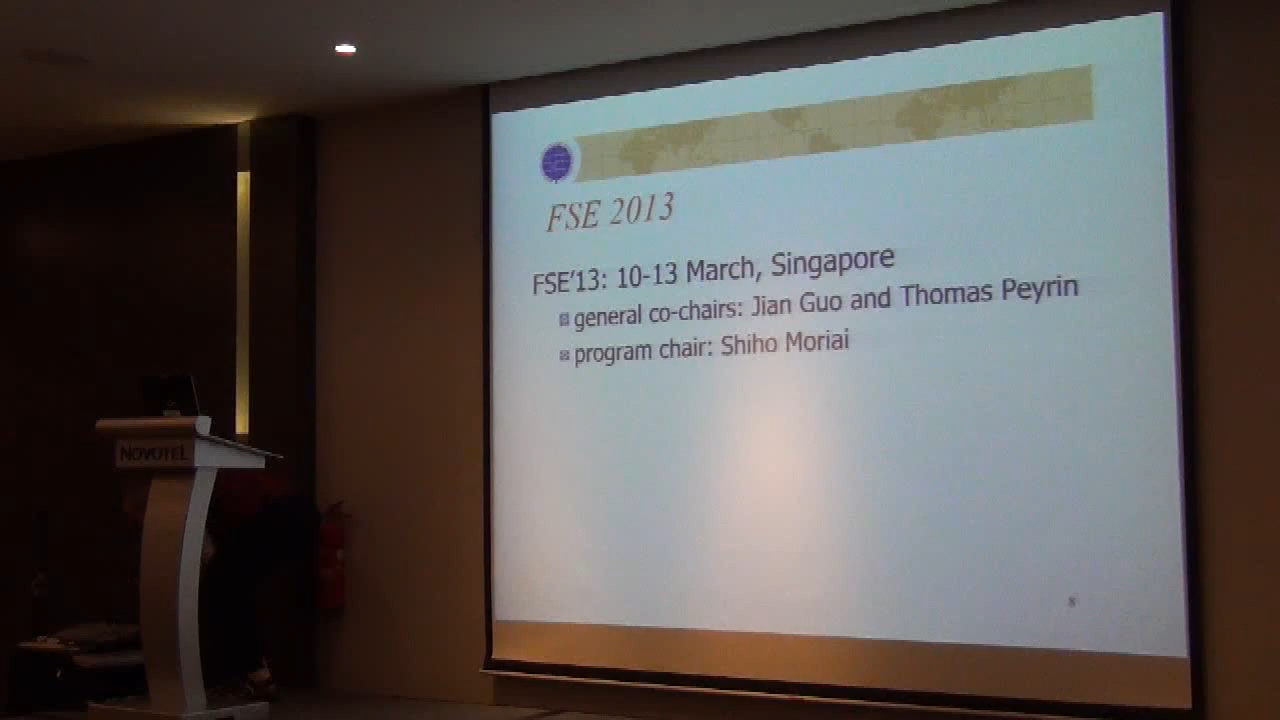 FSE 2013
FSE'13: 10-13 March, Singapore
general co-chairs: Jian Guo and Thomas Peyrin
program chair: Shiho Moriai
8
NOVOTEL